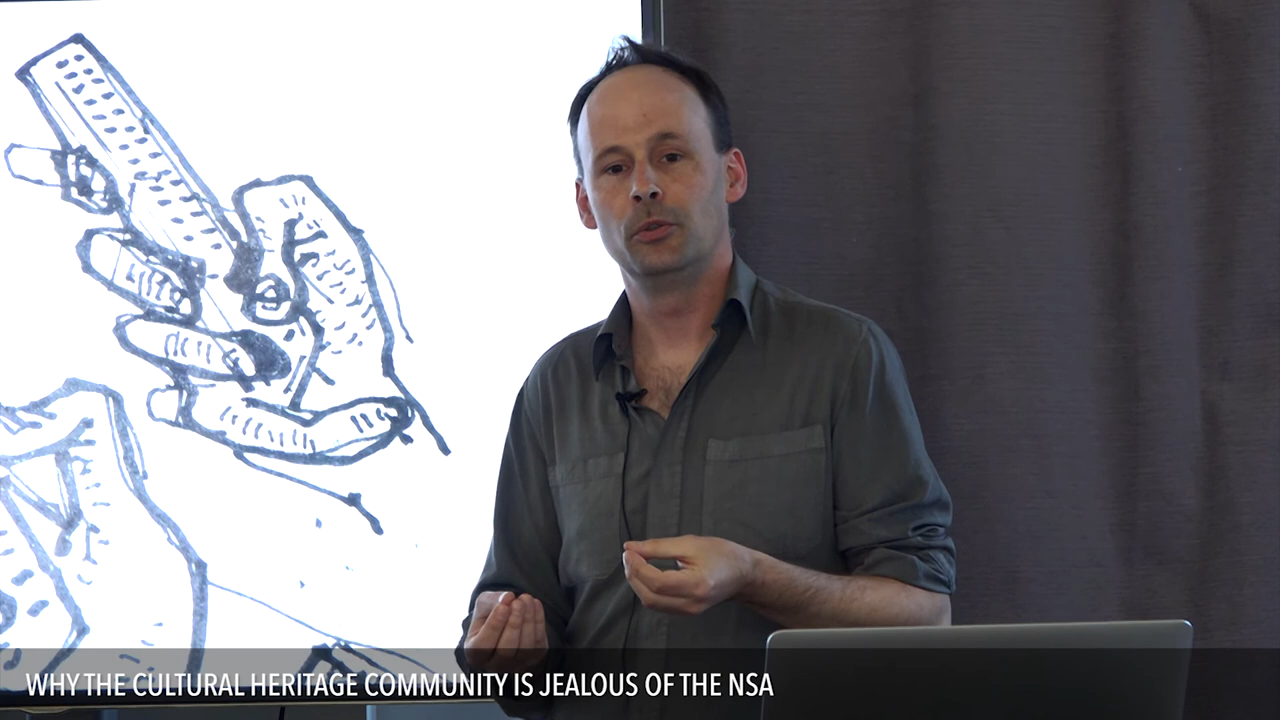 WHY THE CULTURAL HERITAGE COMMUNITY IS JEALOUS OF THE NSA